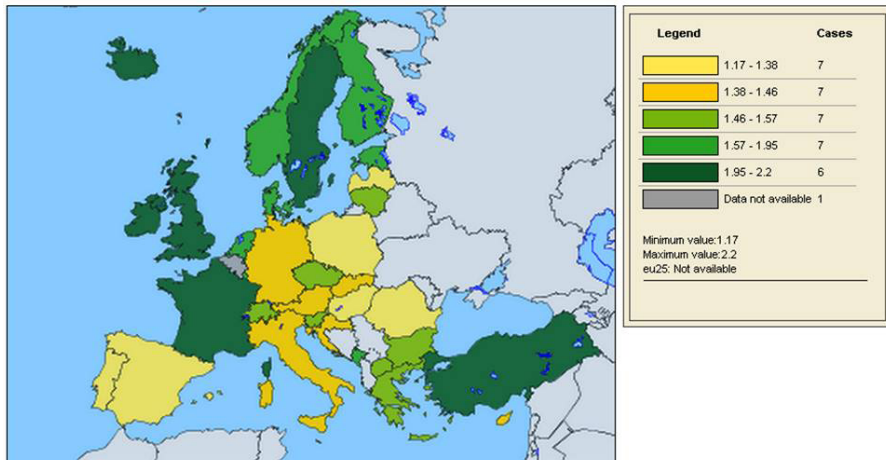 Legend Cases
1.17 - 1.38 7
1.38 - 1.46 7
1.46 - 1.57 7
1.57 - 1.95 7
1.95 - 2.2 6
Data not available 1
Minimum value:1.17
Maximum value:2.2
eu25: Not available